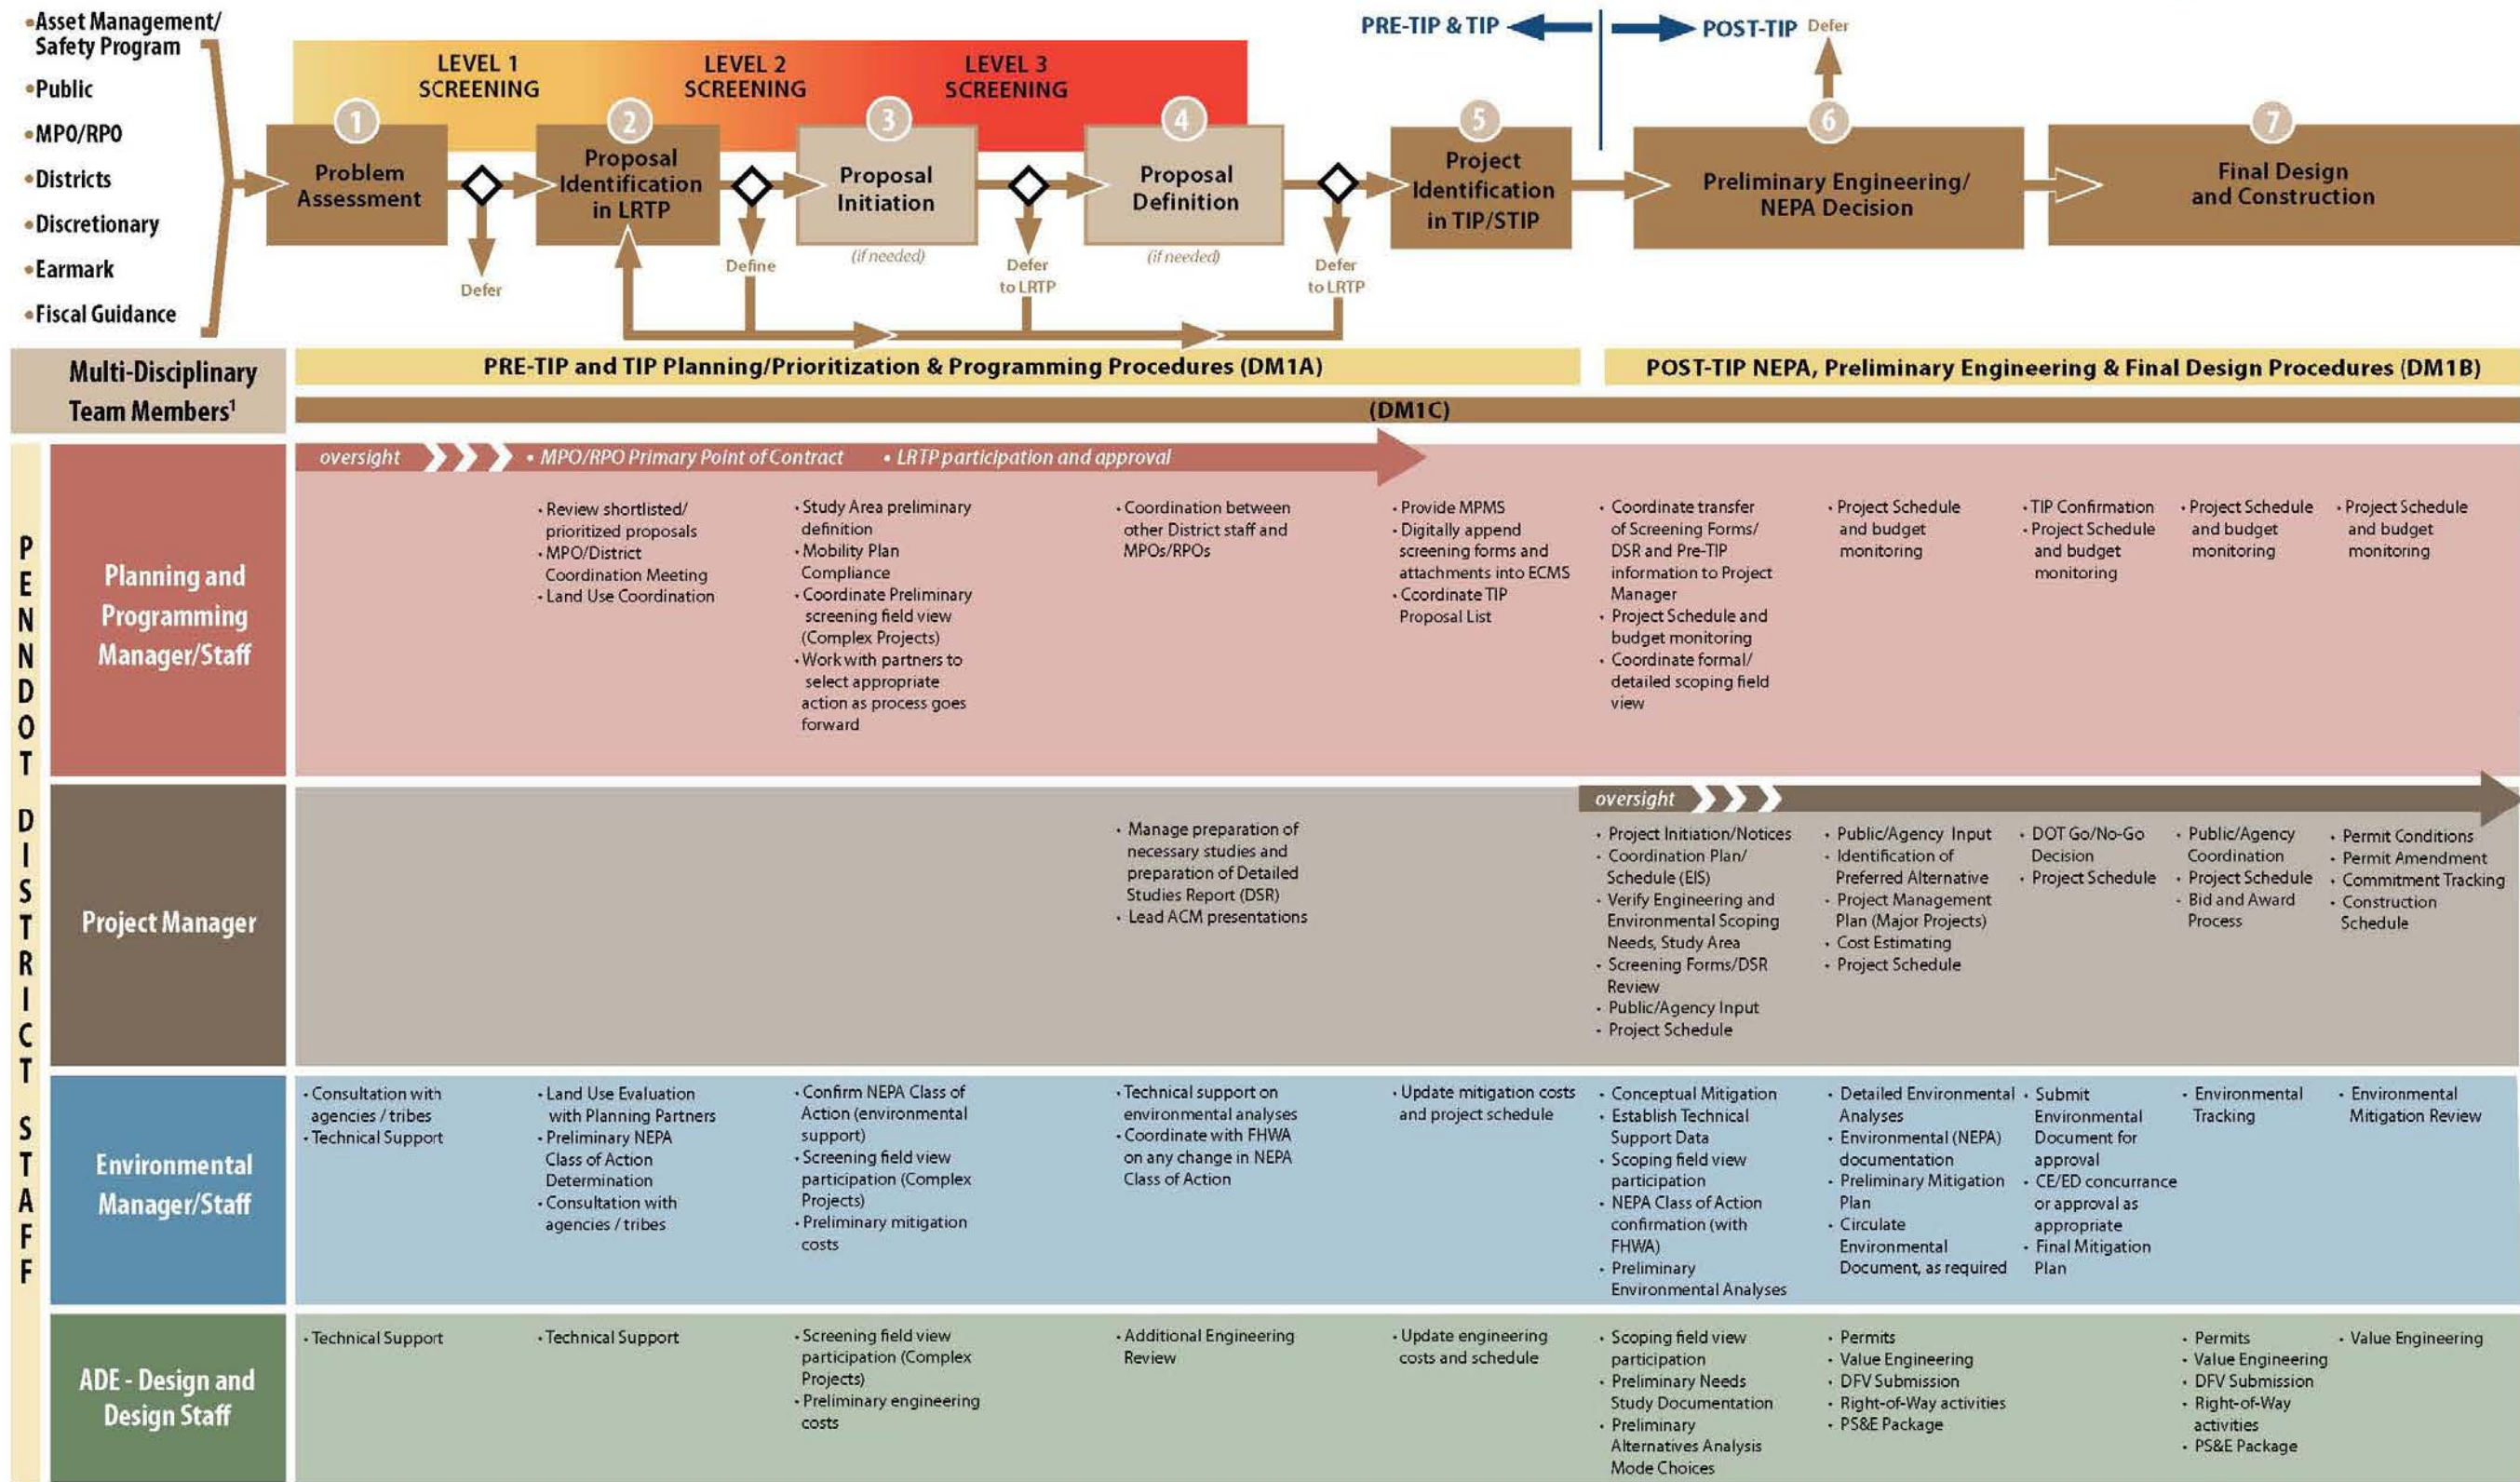 •Asset Management/
Safety Program
•Public
•MPO/RPO
•Districts
•Discretionary
•Earmark
•Fiscal Guidance
LEVEL 1
SCREENING
LEVEL 2
SCREENING
LEVEL 3
SCREENING
PRE-TIP & TIP
POST-TIP
Defer
1
Problem
Assessment
2
Proposal
Identification
in LRTP
3
Proposal
Initiation
(if needed)
4
Proposal
Definition
(if needed)
5
Project
Identification
in TIP/STIP
6
Preliminary Engineering/
NEPA Decision
7
Final Design
and Construction
Defer
Define
Defer
to LRTP
Defer
to LRTP
Multi-Disciplinary
Team Members¹
PRE-TIP and TIP Planning/Prioritization & Programming Procedures (DM1A)
POST-TIP NEPA, Preliminary Engineering & Final Design Procedures (DM1B)
(DM1C)
PENNDOT DISTRICT STAFF
Planning and
Programming
Manager/Staff
oversight
• MPO/RPO Primary Point of Contract
• LRTP participation and approval
• Review shortlisted/
prioritized proposals
• MPO/District
Coordination Meeting
• Land Use Coordination
• Study Area preliminary
definition
• Mobility Plan
Compliance
• Coordinate Preliminary
screening field view
(Complex Projects)
• Work with partners to
select appropriate
action as process goes
forward
• Coordination between
other District staff and
MPOs/RPOs
• Provide MPMS
• Digitally append
screening forms and
attachments into ECMS
• Coordinate TIP
Proposal List
• Coordinate transfer
of Screening Forms/
DSR and Pre-TIP
information to Project
Manager
• Project Schedule and
budget monitoring
• Coordinate formal/
detailed scoping field
view
• Project Schedule
and budget
monitoring
• TIP Confirmation
• Project Schedule
and budget
monitoring
• Project Schedule
and budget
monitoring
• Project Schedule
and budget
monitoring
Project Manager
oversight
• Manage preparation of
necessary studies and
preparation of Detailed
Studies Report (DSR)
• Lead ACM presentations
• Project Initiation/Notices
• Coordination Plan/
Schedule (EIS)
• Verify Engineering and
Environmental Scoping
Needs, Study Area
• Screening Forms/DSR
Review
• Public/Agency Input
• Project Schedule
• Public/Agency Input
• Identification of
Preferred Alternative
• Project Management
Plan (Major Projects)
• Cost Estimating
• Project Schedule
• DOT Go/No-Go
Decision
• Project Schedule
• Public/Agency
Coordination
• Project Schedule
• Bid and Award
Process
• Permit Conditions
• Permit Amendment
• Commitment Tracking
• Construction
Schedule
Environmental
Manager/Staff
• Consultation with
agencies / tribes
• Technical Support
• Land Use Evaluation
with Planning Partners
• Preliminary NEPA
Class of Action
Determination
• Consultation with
agencies / tribes
• Confirm NEPA Class of
Action (environmental
support)
• Screening field view
participation (Complex
Projects)
• Preliminary mitigation
costs
• Technical support on
environmental analyses
• Coordinate with FHWA
on any change in NEPA
Class of Action
• Update mitigation costs
and project schedule
• Conceptual Mitigation
• Establish Technical
Support Data
• Scoping field view
participation
• NEPA Class of Action
confirmation (with
FHWA)
• Preliminary
Environmental Analyses
• Detailed Environmental
Analyses
• Environmental (NEPA)
documentation
• Preliminary Mitigation
Plan
• Circulate
Environmental
Document, as required
• Submit
Environmental
Document for
approval
• CE/ED concurrance
or approval as
appropriate
• Final Mitigation
Plan
• Environmental
Tracking
• Environmental
Mitigation Review
ADE - Design and
Design Staff
• Technical Support
• Technical Support
• Screening field view
participation (Complex
Projects)
• Preliminary engineering
costs
• Additional Engineering
Review
• Update engineering
costs and schedule
• Scoping field view
participation
• Preliminary Needs
Study Documentation
• Preliminary
Alternatives Analysis
Mode Choices
• Permits
• Value Engineering
• DFV Submission
• Right-of-Way activities
• PS&E Package
• Permits
• Value Engineering
• DFV Submission
• Right-of-Way
activities
• PS&E Package
• Value Engineering